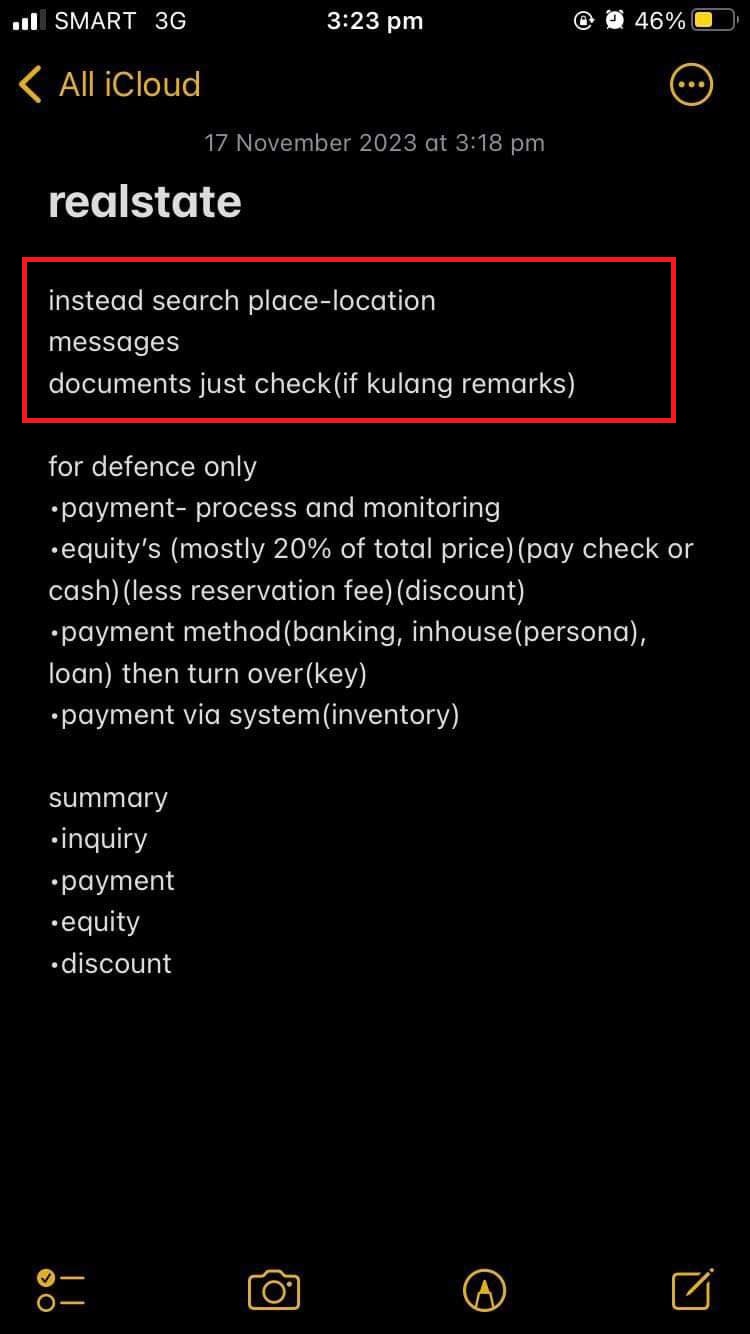 SMART 3G 3:23 pm 46%
All iCloud
17 November 2023 at 3:18 pm
realstate
instead search place-location
messages
documents just check(if kulang remarks)
for defence only
•payment- process and monitoring
•equity’s (mostly 20% of total price)(pay check or
cash)(less reservation fee)(discount)
•payment method(banking, inhouse(persona),
loan) then turn over(key)
•payment via system(inventory)
summary
•inquiry
•payment
•equity
•discount